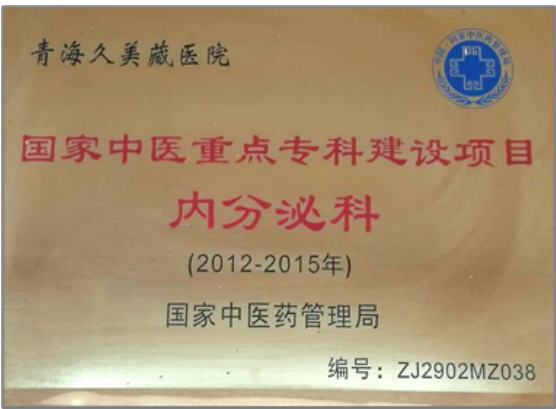 青海久美藏医院
中国·国家中医药管理局
国家中医重点专科建设项目
内分泌科
(2012-2015年)
国家中医药管理局
编号：ZJ2902MZ038